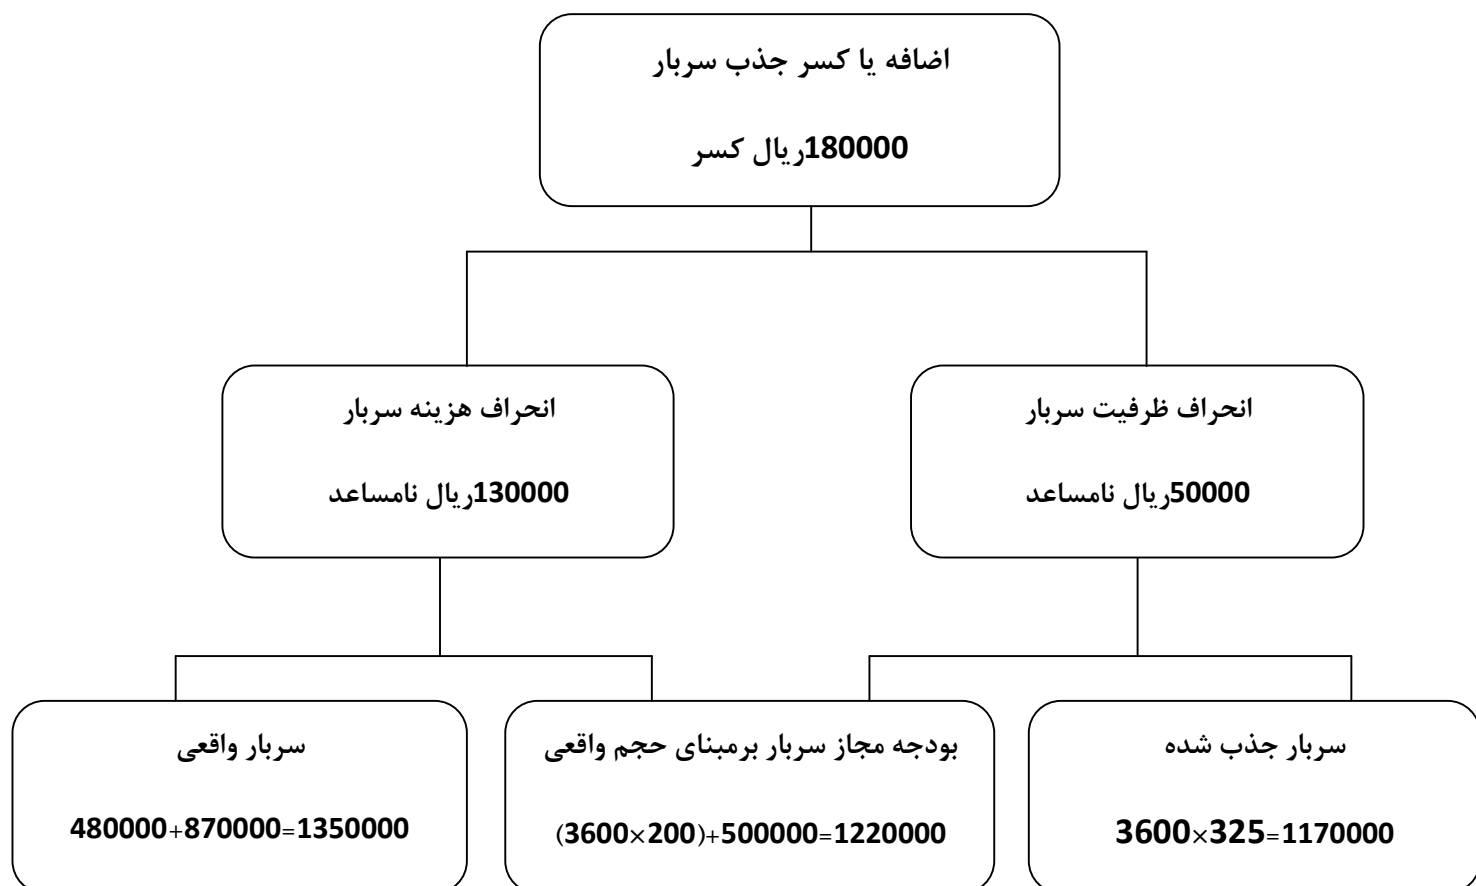 اضافه یا کسر جذب سربار
180000ریال کسر
انحراف ظرفیت سربار
50000ریال نامساعد
انحراف هزینه سربار
130000ریال نامساعد
سربار جذب شده
3600×325=1170000
بودجه مجاز سربار برمبنای حجم واقعی
(3600×200)+500000=1220000
سربار واقعی
480000+870000=1350000